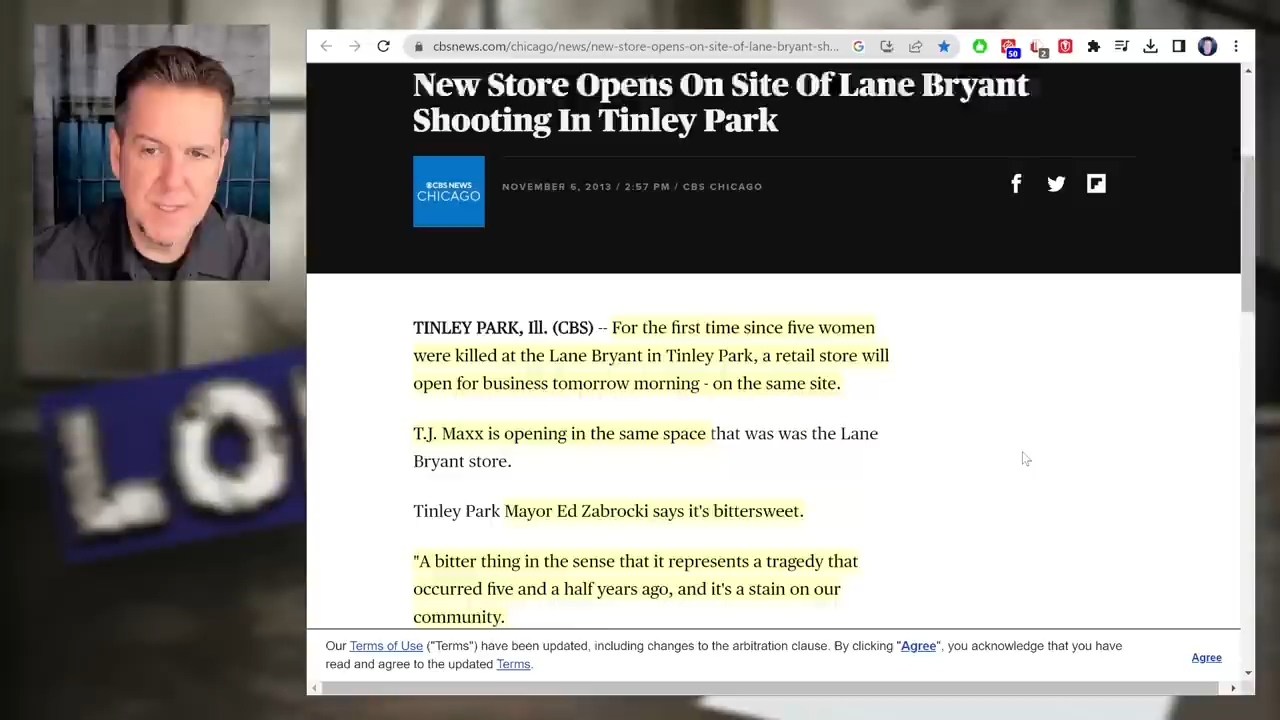 cbsnews.com/chicago/news/new-store-opens-on-site-of-lane-bryant-sh...
50
2
New Store Opens On Site Of Lane Bryant
Shooting In Tinley Park
CBS NEWS
CHICAGO
NOVEMBER 6, 2013 / 2:57 PM / CBS CHICAGO
TINLEY PARK, Ill. (CBS) -- For the first time since five women
were killed at the Lane Bryant in Tinley Park, a retail store will
open for business tomorrow morning - on the same site.
T.J. Maxx is opening in the same space that was was the Lane
Bryant store.
Tinley Park Mayor Ed Zabrocki says it's bittersweet.
"A bitter thing in the sense that it represents a tragedy that
occurred five and a half years ago, and it's a stain on our
community.
Our Terms of Use ("Terms") have been updated, including changes to the arbitration clause. By clicking "Agree", you acknowledge that you have
read and agree to the updated Terms.
Agree